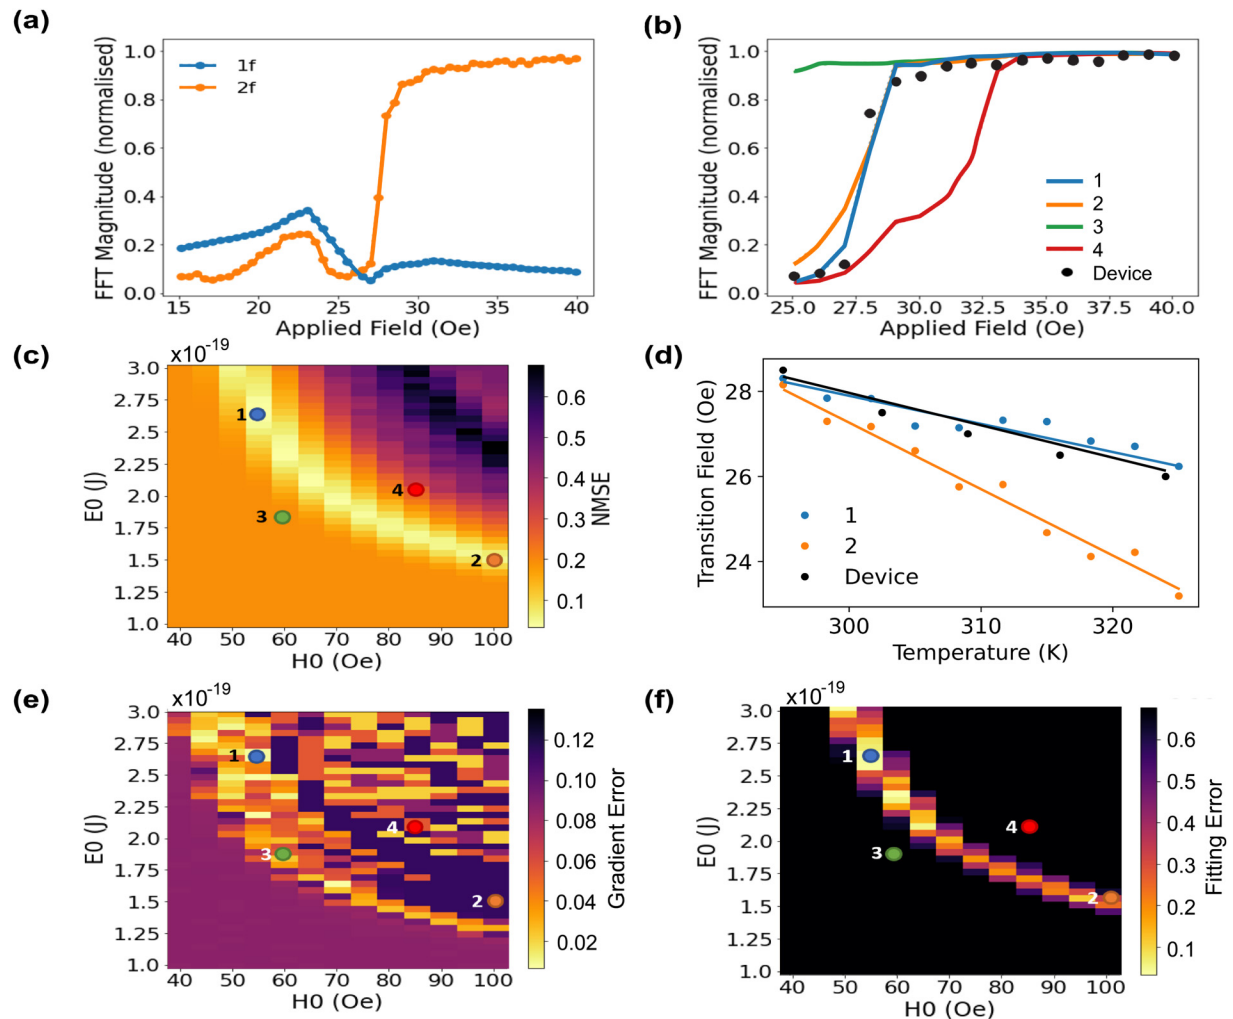 (a)
FFT Magnitude (normalised)
1.0
0.8
0.6
0.4
0.2
0.0
1f
2f
15 20 25 30 35 40
Applied Field (Oe)
(b)
FFT Magnitude (normalised)
1.0
0.8
0.6
0.4
0.2
0.0
1
2
3
4
Device
25.0 27.5 30.0 32.5 35.0 37.5 40.0
Applied Field (Oe)
(c)
x10-19
E0 (J)
3.0
2.75
2.5
2.25
2.0
1.75
1.5
1.25
1.0
1
4
3
2
40 50 60 70 80 90 100
H0 (Oe)
0.6
0.5
0.4
0.3
0.2
0.1
NMSE
(d)
Transition Field (Oe)
28
26
24
1
2
Device
300 310 320
Temperature (K)
(e)
x10-19
E0 (J)
3.0
2.75
2.5
2.25
2.0
1.75
1.5
1.25
1.0
1
4
3
2
40 50 60 70 80 90 100
H0 (Oe)
0.12
0.10
0.08
0.06
0.04
0.02
Gradient Error
(f)
x10-19
E0 (J)
3.0
2.75
2.5
2.25
2.0
1.75
1.5
1.25
1.0
1
4
3
2
40 50 60 70 80 90 100
H0 (Oe)
0.6
0.5
0.4
0.3
0.2
0.1
Fitting Error